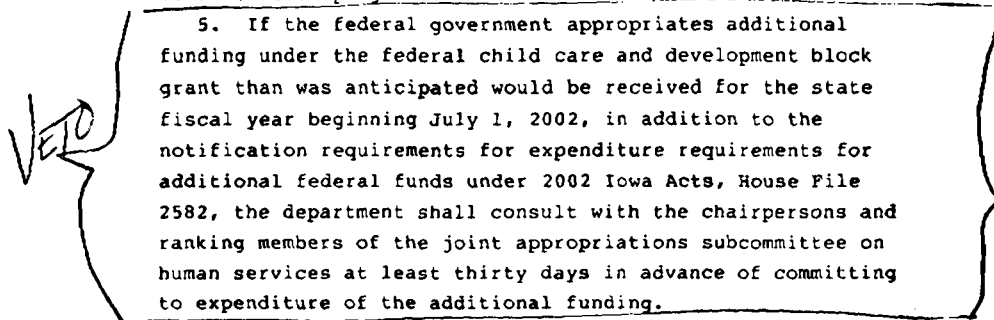 5. If the federal government appropriates additional
funding under the federal child care and development block
grant than was anticipated would be received for the state
fiscal year beginning July 1, 2002, in addition to the
VETO
notification requirements for expenditure requirements for
additional federal funds under 2002 Iowa Acts, House File
2582, the department shall consult with the chairpersons and
ranking members of the joint appropriations subcommittee on
human services at least thirty days in advance of committing
to expenditure of the additional funding.